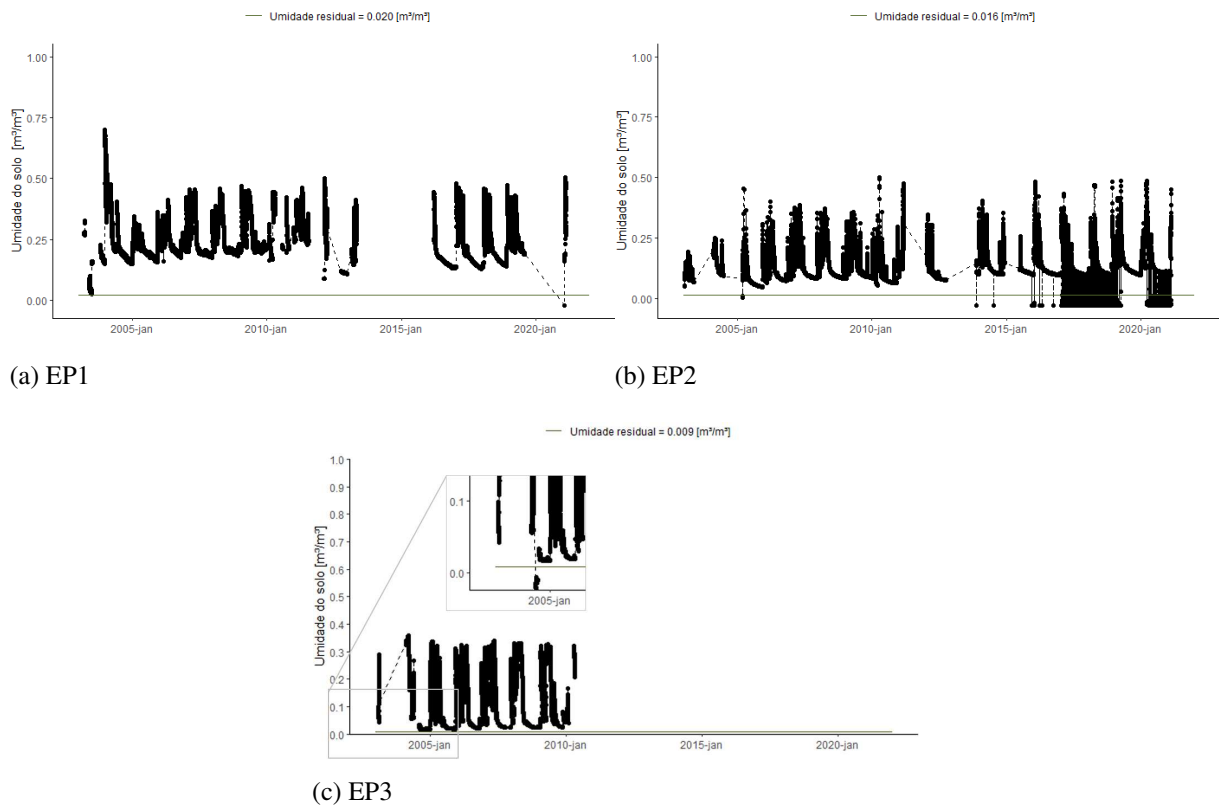 Umidade residual = 0.020 [m³/m³]
Umidade do solo [m³/m³]
1.00
0.75
0.50
0.25
0.00
2005-jan 2010-jan 2015-jan 2020-jan
(a) EP1
Umidade residual = 0.016 [m³/m³]
Umidade do solo [m³/m³]
1.00
0.75
0.50
0.25
0.00
2005-jan 2010-jan 2015-jan 2020-jan
(b) EP2
Umidade residual = 0.009 [m³/m³]
Umidade do solo [m³/m³]
1.0
0.9
0.8
0.7
0.6
0.5
0.4
0.3
0.2
0.1
0.0
0.1
0.0
2005-jan
2005-jan 2010-jan 2015-jan 2020-jan
(c) EP3